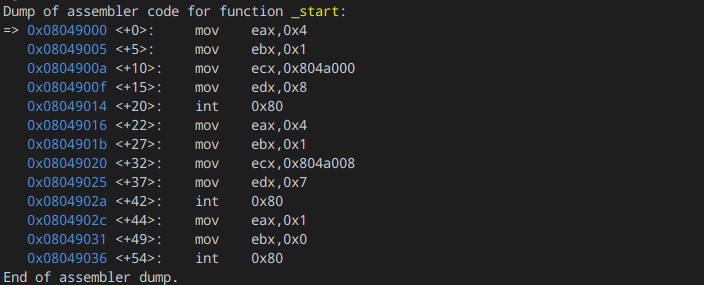 Dump of assembler code for function _start:
=> 0x08049000 <+0>:     mov    eax,0x4
   0x08049005 <+5>:     mov    ebx,0x1
   0x0804900a <+10>:    mov    ecx,0x804a000
   0x0804900f <+15>:    mov    edx,0x8
   0x08049014 <+20>:    int    0x80
   0x08049016 <+22>:    mov    eax,0x4
   0x0804901b <+27>:    mov    ebx,0x1
   0x08049020 <+32>:    mov    ecx,0x804a008
   0x08049025 <+37>:    mov    edx,0x7
   0x0804902a <+42>:    int    0x80
   0x0804902c <+44>:    mov    eax,0x1
   0x08049031 <+49>:    mov    ebx,0x0
   0x08049036 <+54>:    int    0x80
End of assembler dump.